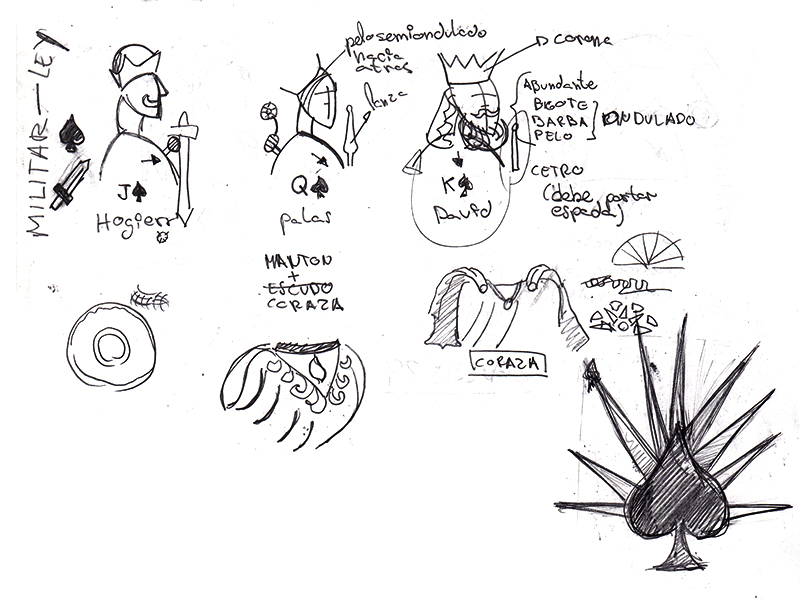 MILITAR—LEY
J♠
Hogierr
Q♠
palas
pelo semiondulado
hacia
atras
lanza
K♠
David
corona
Abundante
BIGOTE
BARBA
PELO
ONDULADO
CETRO
(debe portar
espada)
MANTON
+
ESCUDO
CORAZA
CORAZA